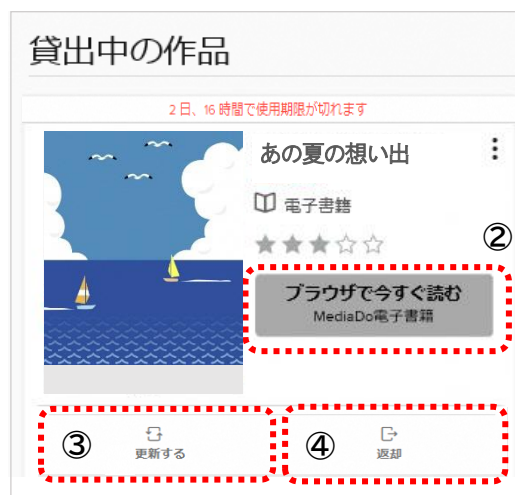 貸出中の作品
2日、16時間で使用期限が切れます
あの夏の想い出
電子書籍
②
ブラウザで今すぐ読む
MediaDo電子書籍
③
更新する
④
返却